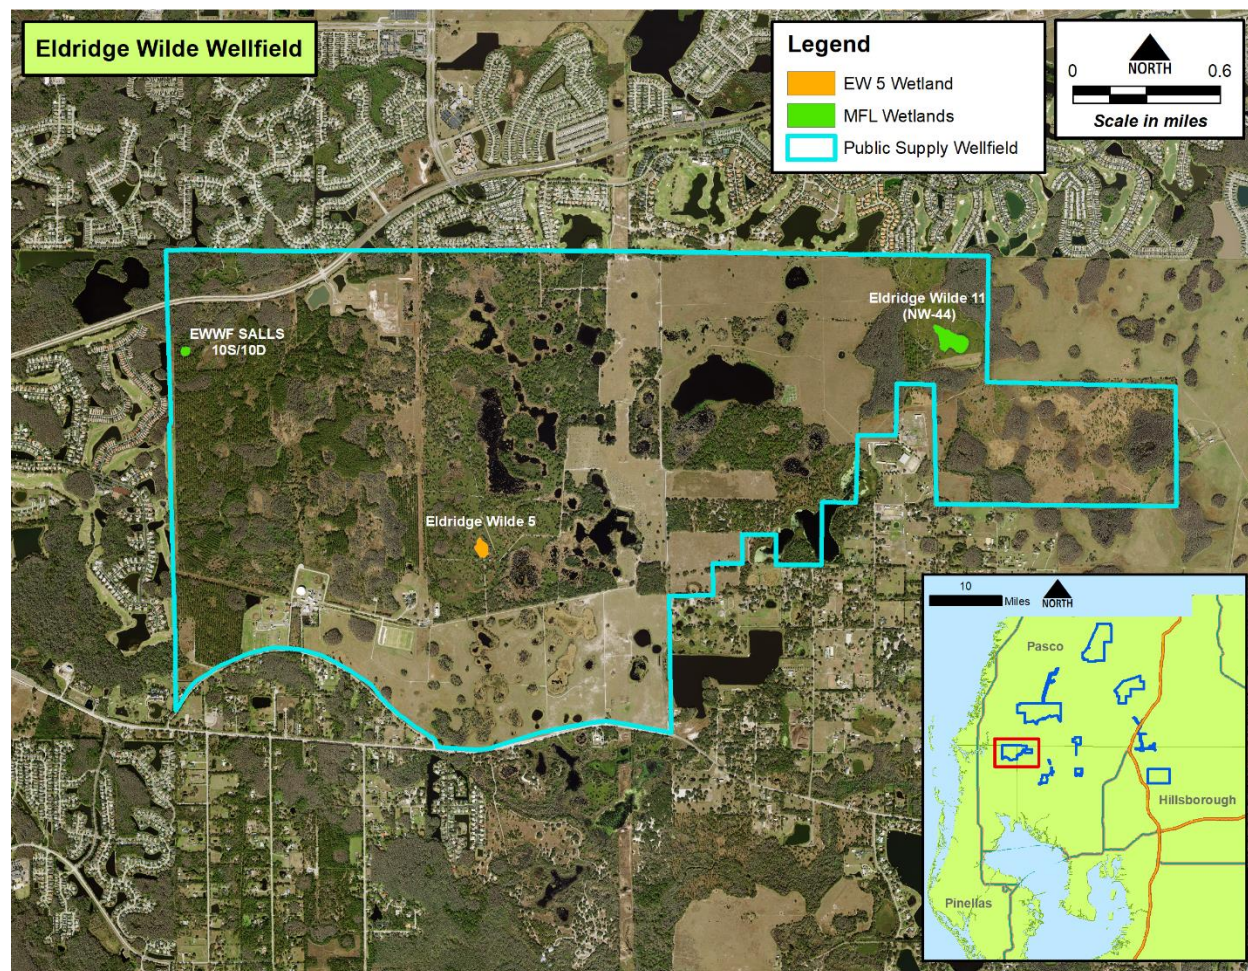 Eldridge Wilde Wellfield
Legend
EW 5 Wetland
MFL Wetlands
Public Supply Wellfield
NORTH
0 0.6
Scale in miles
Eldridge Wilde 11
(NW-44)
EWWF SALLS
10S/10D
Eldridge Wilde 5
10
Miles
NORTH
Pasco
Hillsborough
Pinellas